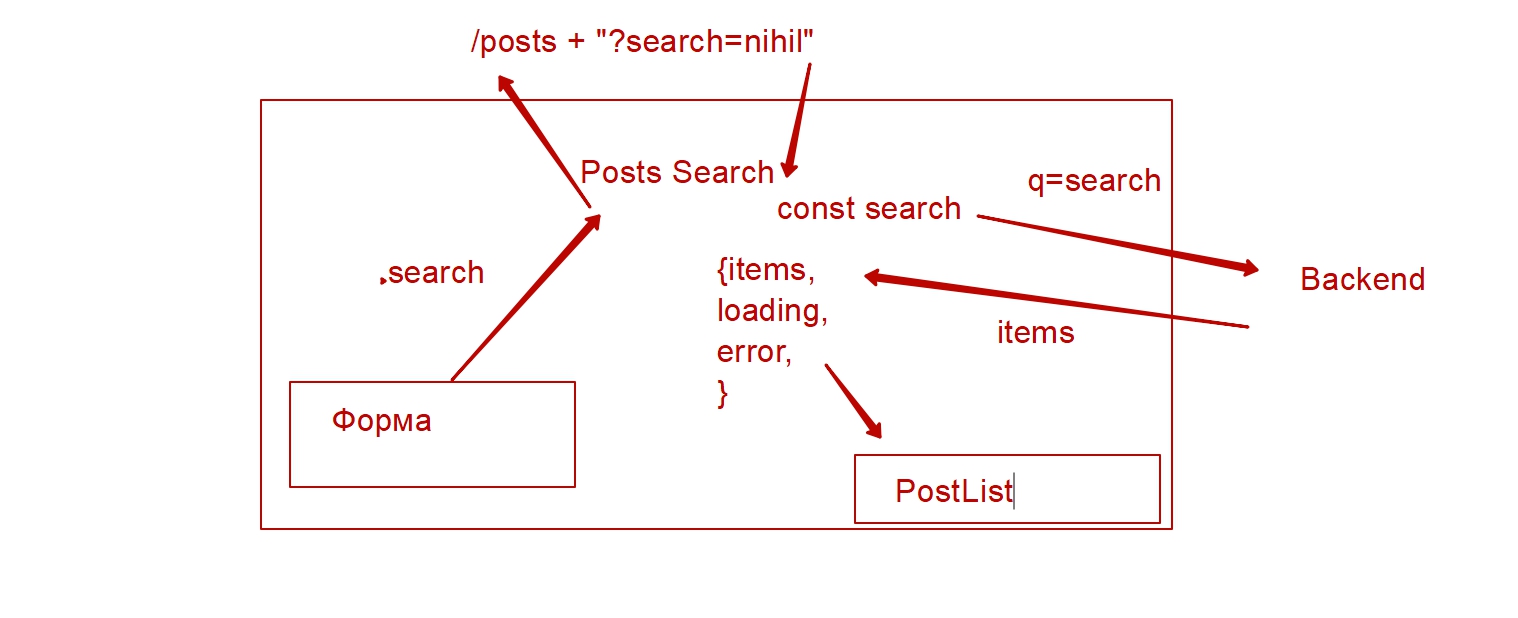 /posts + "?search=nihil"
Posts Search
q=search
const search
.search
{items,
loading,
error,
}
Backend
items
Форма
PostList